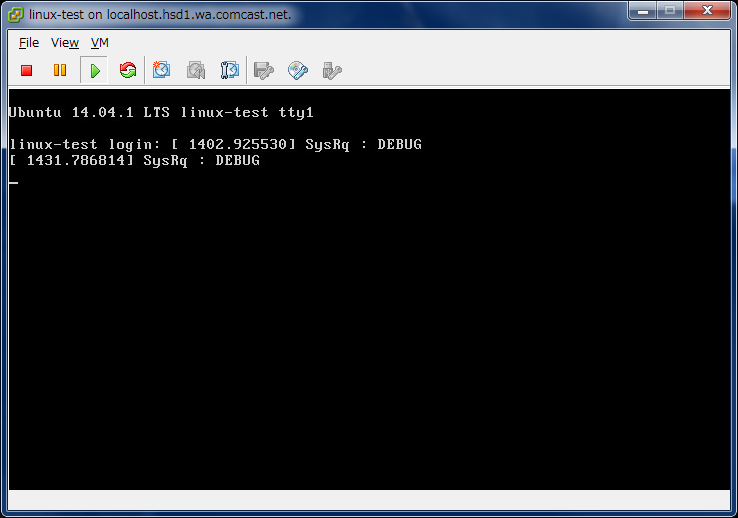 linux-test on localhost.hsd1.wa.comcast.net.
File View VM
Ubuntu 14.04.1 LTS linux-test tty1
linux-test login: [ 1402.925530] SysRq : DEBUG
[ 1431.786814] SysRq : DEBUG